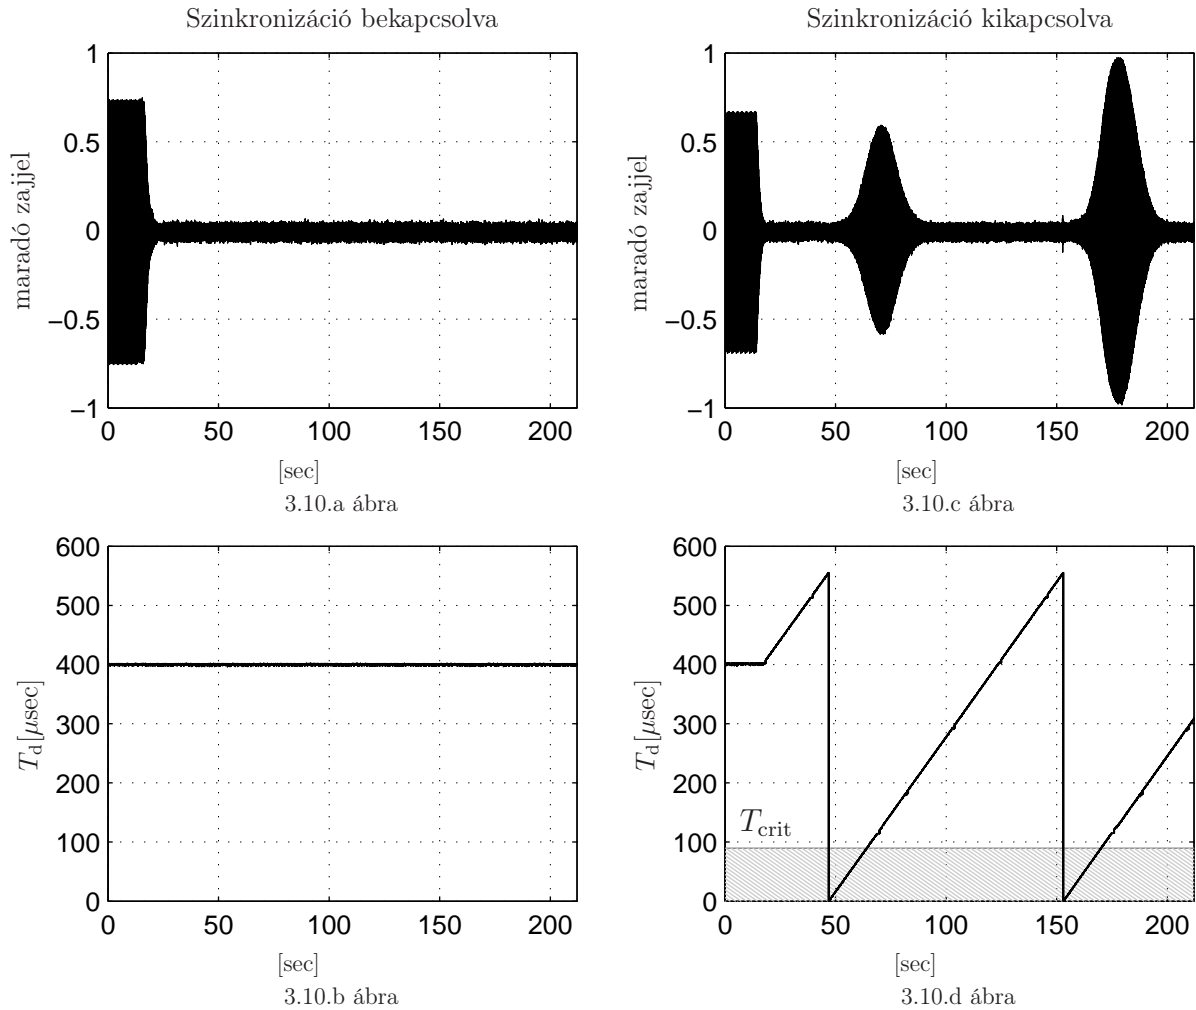 Szinkronizáció bekapcsolva
1
0.5
0
−0.5
−1
maradó zajjel
0
50
100
150
200
[sec]
3.10.a ábra
Szinkronizáció kikapcsolva
1
0.5
0
−0.5
−1
maradó zajjel
0
50
100
150
200
[sec]
3.10.c ábra
600
500
400
300
200
100
0
Td[μsec]
0
50
100
150
200
[sec]
3.10.b ábra
600
500
400
300
200
100
0
Td[μsec]
Tcrit
0
50
100
150
200
[sec]
3.10.d ábra